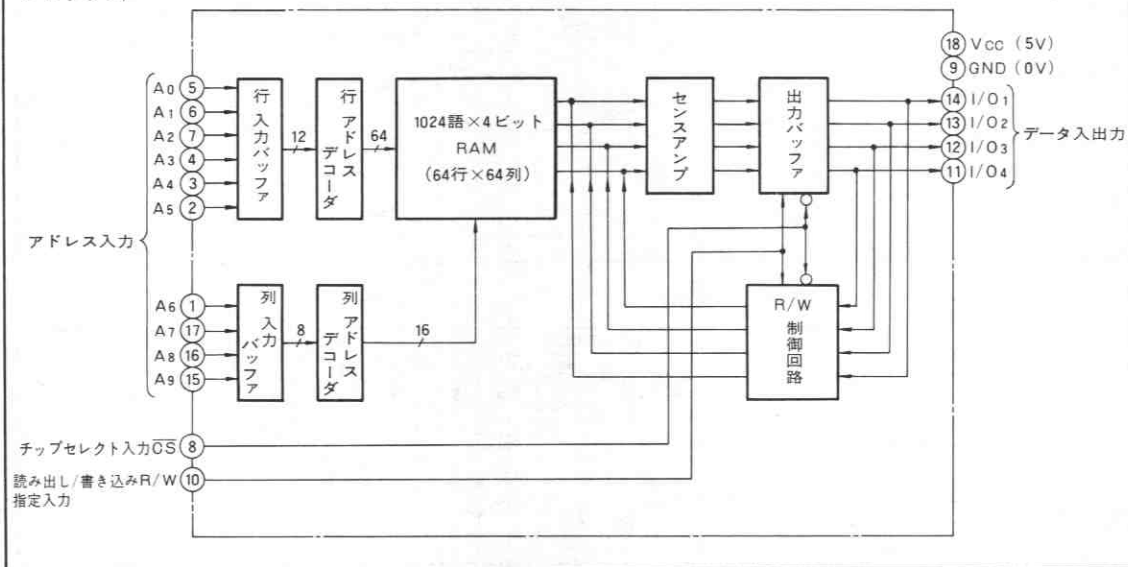 18 Vcc (5V)
9 GND (0V)
A0 5
A1 6
A2 7
A3 4
A4 3
A5 2
行入力バッファ
12
行アドレスデコーダ
64
1024語×4ビット
RAM
(64行×64列)
センスアンプ
出力バッファ
14 I/O1
13 I/O2
12 I/O3
11 I/O4
データ入出力
アドレス入力
A6 1
A7 17
A8 16
A9 15
列入力バッファ
8
列アドレスデコーダ
16
R/W
制御回路
チップセレクト入力C̅S̅ 8
読み出し/書き込みR/W 10
指定入力